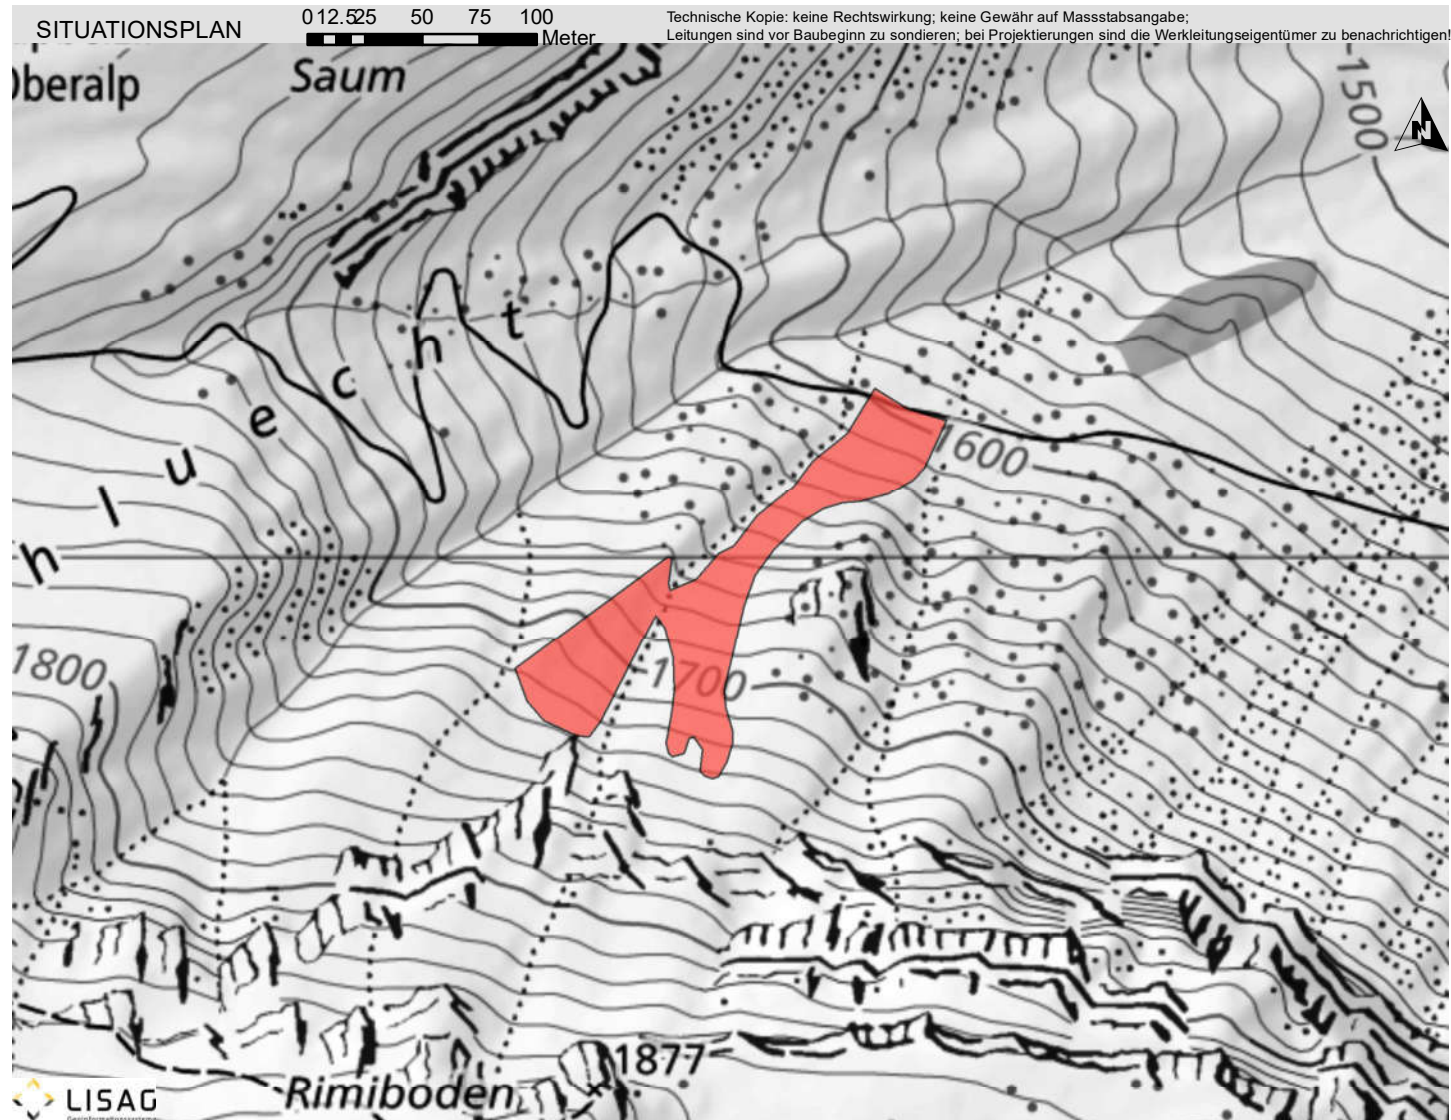 SITUATIONSPLAN
0 12.5 25 50 75 100
Meter
Technische Kopie: keine Rechtswirkung; keine Gewähr auf Massstabsangabe;
Leitungen sind vor Baubeginn zu sondieren; bei Projektierungen sind die Werkleitungseigentümer zu benachrichtigen!
Oberalp
Saum
1500
N
h l u e c h t
1600
1700
1800
1877
Rimiboden
LISAG